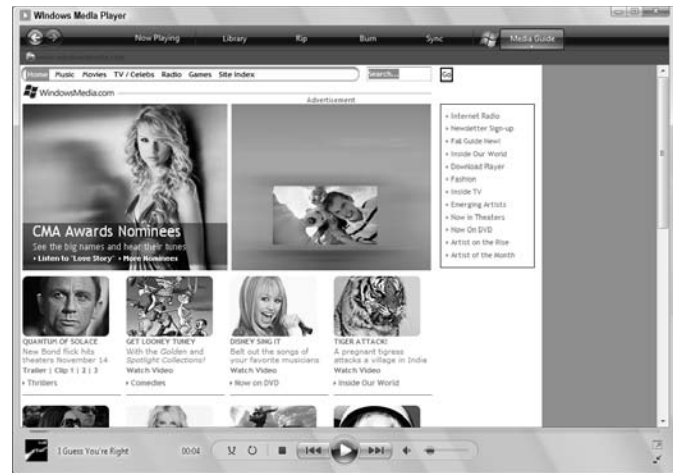 Windows Media Player
Now Playing Library Rip Burn Sync Media Guide
Home Music Movies TV / Celebs Radio Games Site Index Search... Go
WindowsMedia.com
Advertisement
CMA Awards Nominees
See the big names and hear their tunes
Listen to "Love Story" More Nominees
Internet Radio
Newsletter Sign-up
Fall Guide New!
Inside Our World
Download Player
Fashion
Inside TV
Emerging Artists
Now in Theaters
Now On DVD
Artist on the Rise
Artist of the Month
QUANTUM OF SOLACE
New Bond flick hits
theaters November 14
Trailer | Clip 1 | 2 | 3
Thrillers
GET LOONEY TUNEY
With the Golden and
Spotlight Collections!
Watch Video
Comedies
DISNEY SING IT
Belt out the songs of
your favorite musicians
Watch Video
Now on DVD
TIGER ATTACK!
A pregnant tigress
attacks a village in India
Watch Video
Inside Our World
I Guess You're Right 00:04